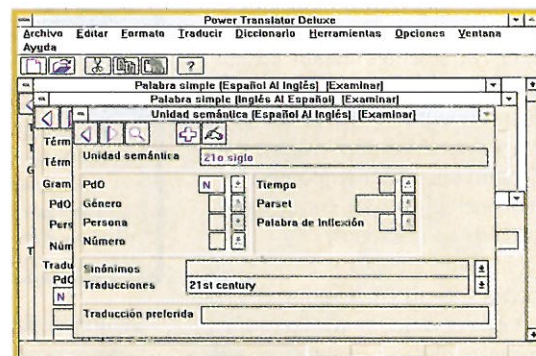 Power Translator Deluxe
Archivo Editar Formato Traducir Diccionario Herramientas Opciones Ventana
Ayuda
?
Palabra simple (Español Al Inglés) [Examinar]
Palabra simple (Inglés Al Español) [Examinar]
Unidad semántica (Español Al Inglés) [Examinar]
Térm
Térm
Unidad semántica 21o siglo
Gram
PdO N Tiempo
PdO
Género Parset
Pers
Persona Palabra de Inflexión
Núm
Número
Tradu
Sinónimos
PdO
Traducciones 21st century
N
Traducción preferida